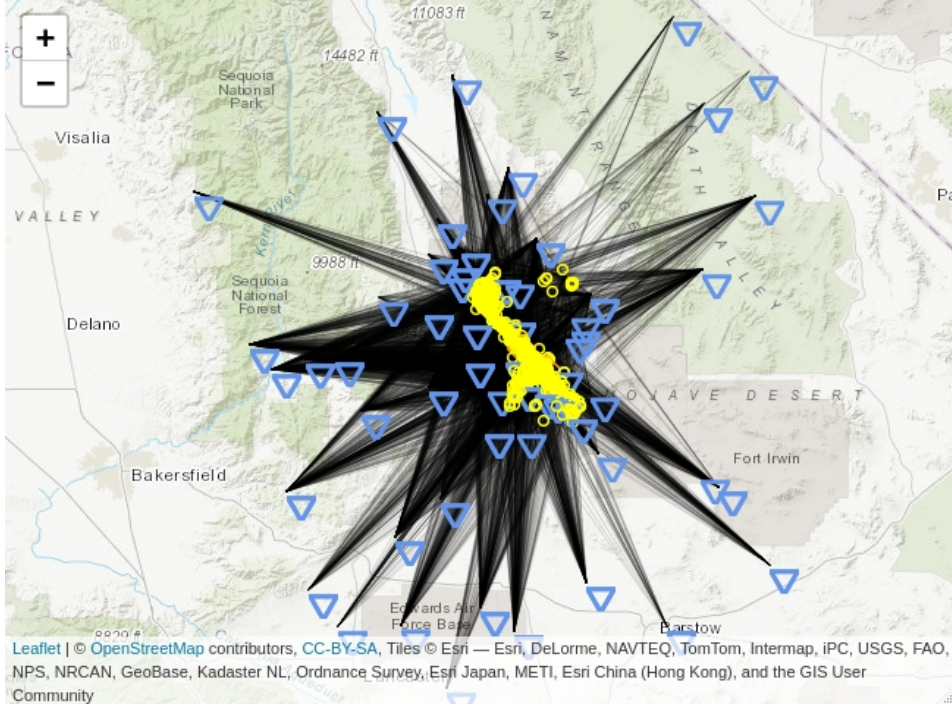 11083 ft
+
14482 ft
−
Sequoia
National
Park
Visalia
VALLEY
9988 ft
Sequoia
National
Forest
Delano
DEATH VALLEY
OJAVE DESERT
Fort Irwin
Bakersfield
Edwards Air
Force Base
Barstow
8829 ft
Leaflet | © OpenStreetMap contributors, CC-BY-SA, Tiles © Esri — Esri, DeLorme, NAVTEQ, TomTom, Intermap, iPC, USGS, FAO,
NPS, NRCAN, GeoBase, Kadaster NL, Ordnance Survey, Esri Japan, METI, Esri China (Hong Kong), and the GIS User
Community